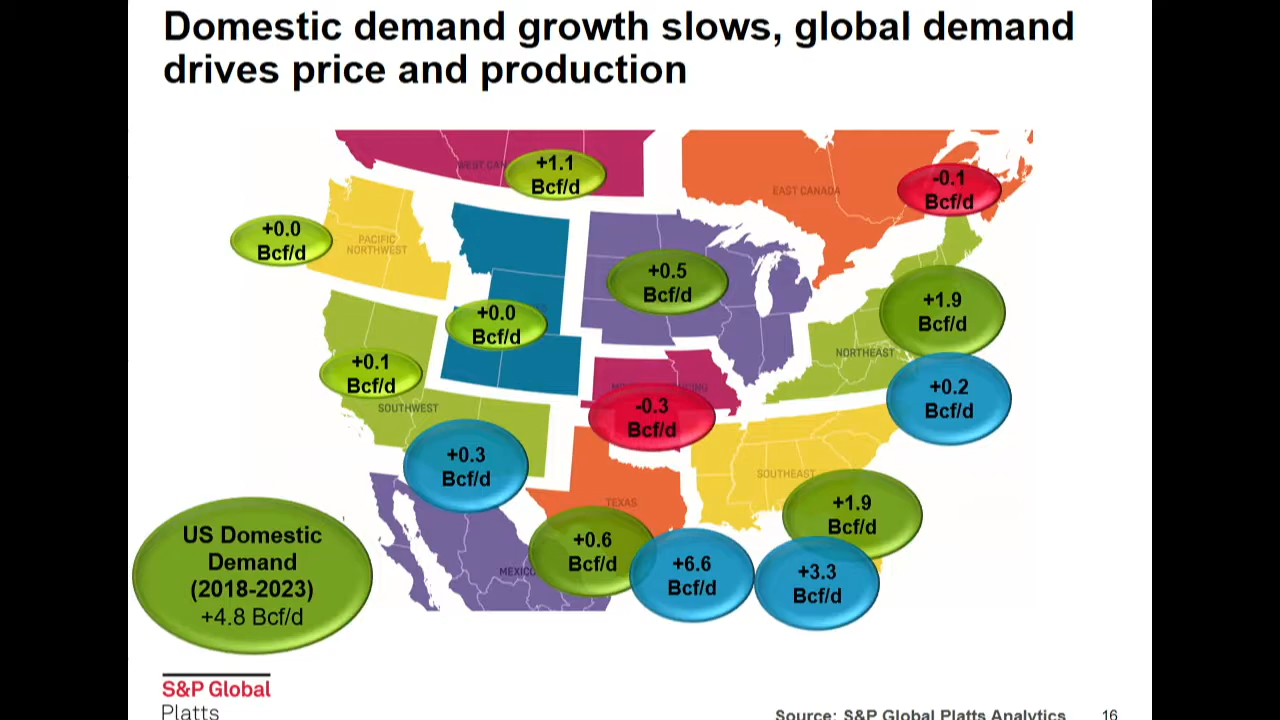 Domestic demand growth slows, global demand
drives price and production
+1.1
Bcf/d
WEST CAN
EAST CANADA
-0.1
Bcf/d
+0.0
Bcf/d
PACIFIC
NORTHWEST
+0.5
Bcf/d
+1.9
Bcf/d
+0.0
Bcf/d
NORTHEAST
+0.1
Bcf/d
SOUTHWEST
-0.3
Bcf/d
+0.2
Bcf/d
+0.3
Bcf/d
SOUTHEAST
TEXAS
+1.9
Bcf/d
US Domestic
Demand
(2018-2023)
+4.8 Bcf/d
MEXICO
+0.6
Bcf/d
+6.6
Bcf/d
+3.3
Bcf/d
S&P Global
Platts
Source: S&P Global Platts Analytics
16